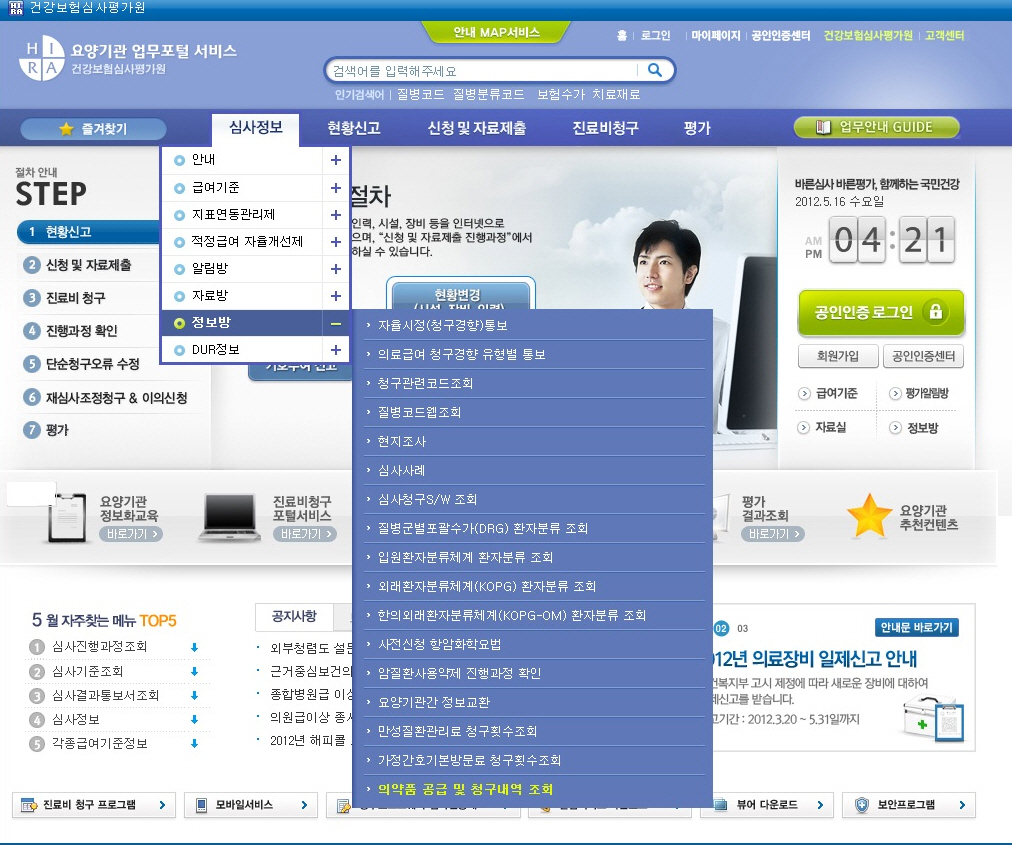 HIRA 건강보험심사평가원
안내 MAP서비스
홈 로그인 마이페이지 공인인증센터 건강보험심사평가원 고객센터
HIRA
요양기관 업무포털 서비스
건강보험심사평가원
검색어를 입력해주세요
인기검색어 질병코드 질병분류코드 보험수가 치료재료
즐겨찾기
심사정보 현황신고 신청 및 자료제출 진료비청구 평가
업무안내 GUIDE
절차 안내
STEP
1 현황신고
2 신청 및 자료제출
3 진료비 청구
4 진행과정 확인
5 단순청구오류 수정
6 재심사조정청구 & 이의신청
7 평가
안내
급여기준
지표연동관리제
적정급여 자율개선제
알림방
자료방
정보방
DUR정보
절차
인력, 시설, 장비 등을 인터넷으로
으며, “신청 및 자료제출 진행과정”에서
하실 수 있습니다.
현황변경
자율시정(청구경향)통보
의료급여 청구경향 유형별 통보
청구관련코드조회
질병코드웹조회
현지조사
심사사례
심사청구S/W 조회
질병군별포괄수가(DRG) 환자분류 조회
입원환자분류체계 환자분류 조회
외래환자분류체계(KOPG) 환자분류 조회
한의외래환자분류체계(KOPG-OM) 환자분류 조회
사전신청 항암화학요법
암질환사용약제 진행과정 확인
요양기관간 정보교환
만성질환관리료 청구횟수조회
가정간호기본방문료 청구횟수조회
의약품 공급 및 청구내역 조회
바른심사 바른평가, 함께하는 국민건강
2012.5.16 수요일
AM
PM
04:21
공인인증 로그인
회원가입 공인인증센터
급여기준 평가알림방
자료실 정보방
요양기관
정보화교육
바로가기
진료비청구
포털서비스
바로가기
평가
결과조회
바로가기
요양기관
추천컨텐츠
5월 자주찾는 메뉴 TOP5
1 심사진행과정조회
2 심사기준조회
3 심사결과통보서조회
4 심사정보
5 각종급여기준정보
공지사항
외부청렴도 설문
근거중심보건의
종합병원급 이상
의원급이상 종사
2012년 해피콜
02 03
안내문 바로가기
12년 의료장비 일제신고 안내
건복지부 고시 제정에 따라 새로운 장비에 대하여
제신고를 받습니다.
고기간 : 2012.3.20 ~ 5.31일까지
진료비 청구 프로그램
모바일서비스
뷰어 다운로드
보안프로그램